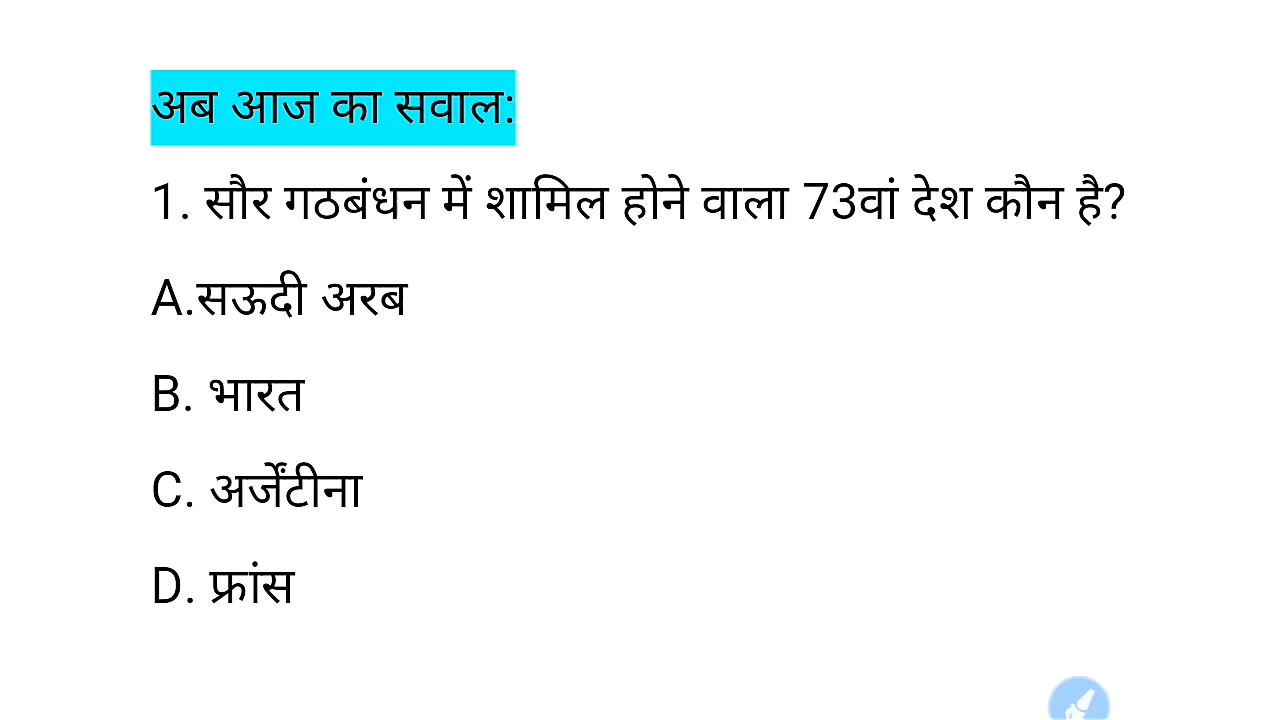 अब आज का सवाल:
1. सौर गठबंधन में शामिल होने वाला 73वां देश कौन है?
A.सऊदी अरब
B. भारत
C. अर्जेंटीना
D. फ्रांस